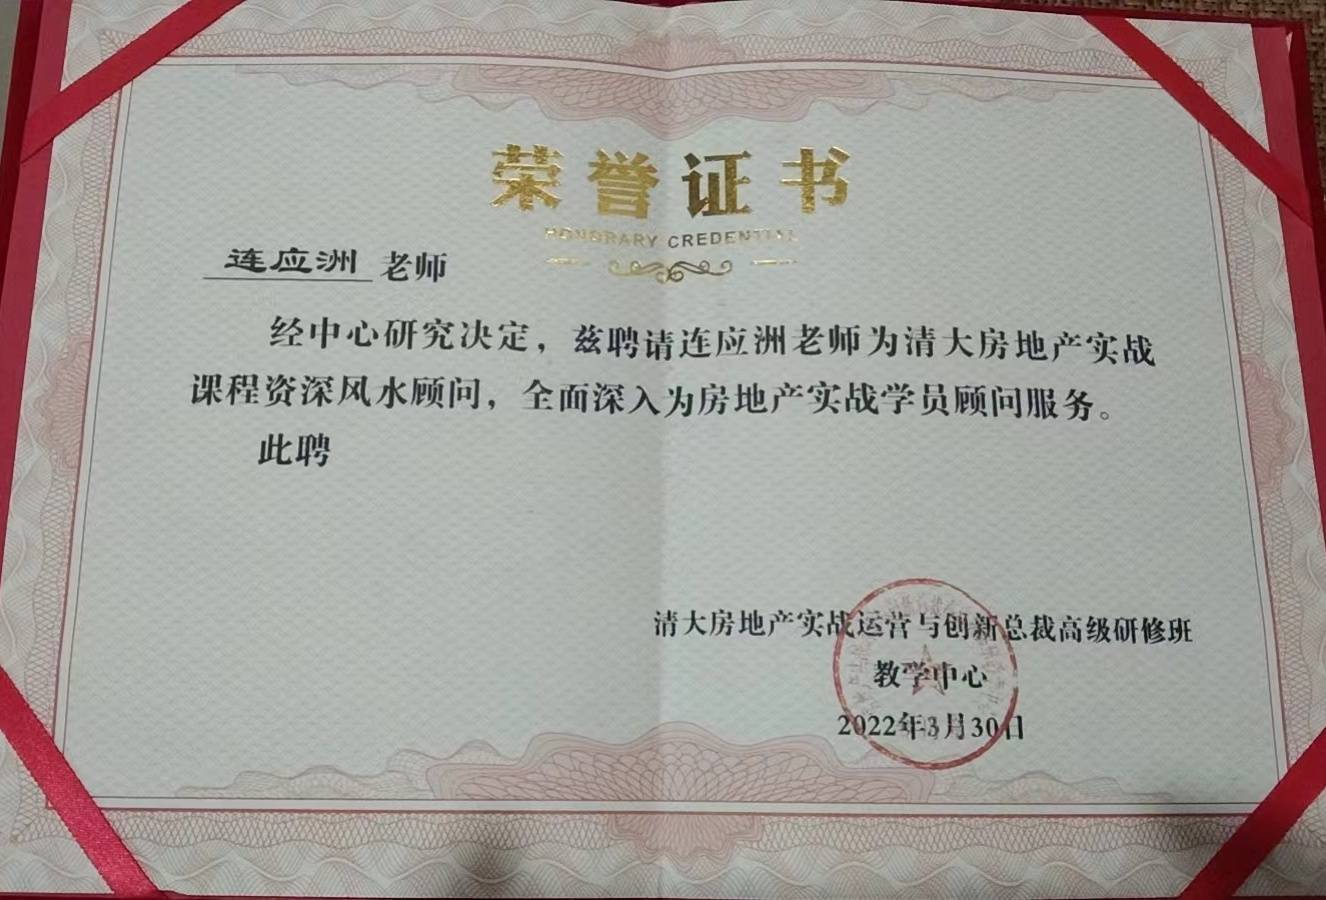 荣誉证书
HONORARY CREDENTIAL
连应洲 老师
经中心研究决定，兹聘请连应洲老师为清大房地产实战
课程资深风水顾问，全面深入为房地产实战学员顾问服务。
此聘
清大房地产实战运营与创新总裁高级研修班
教学中心
2022年3月30日